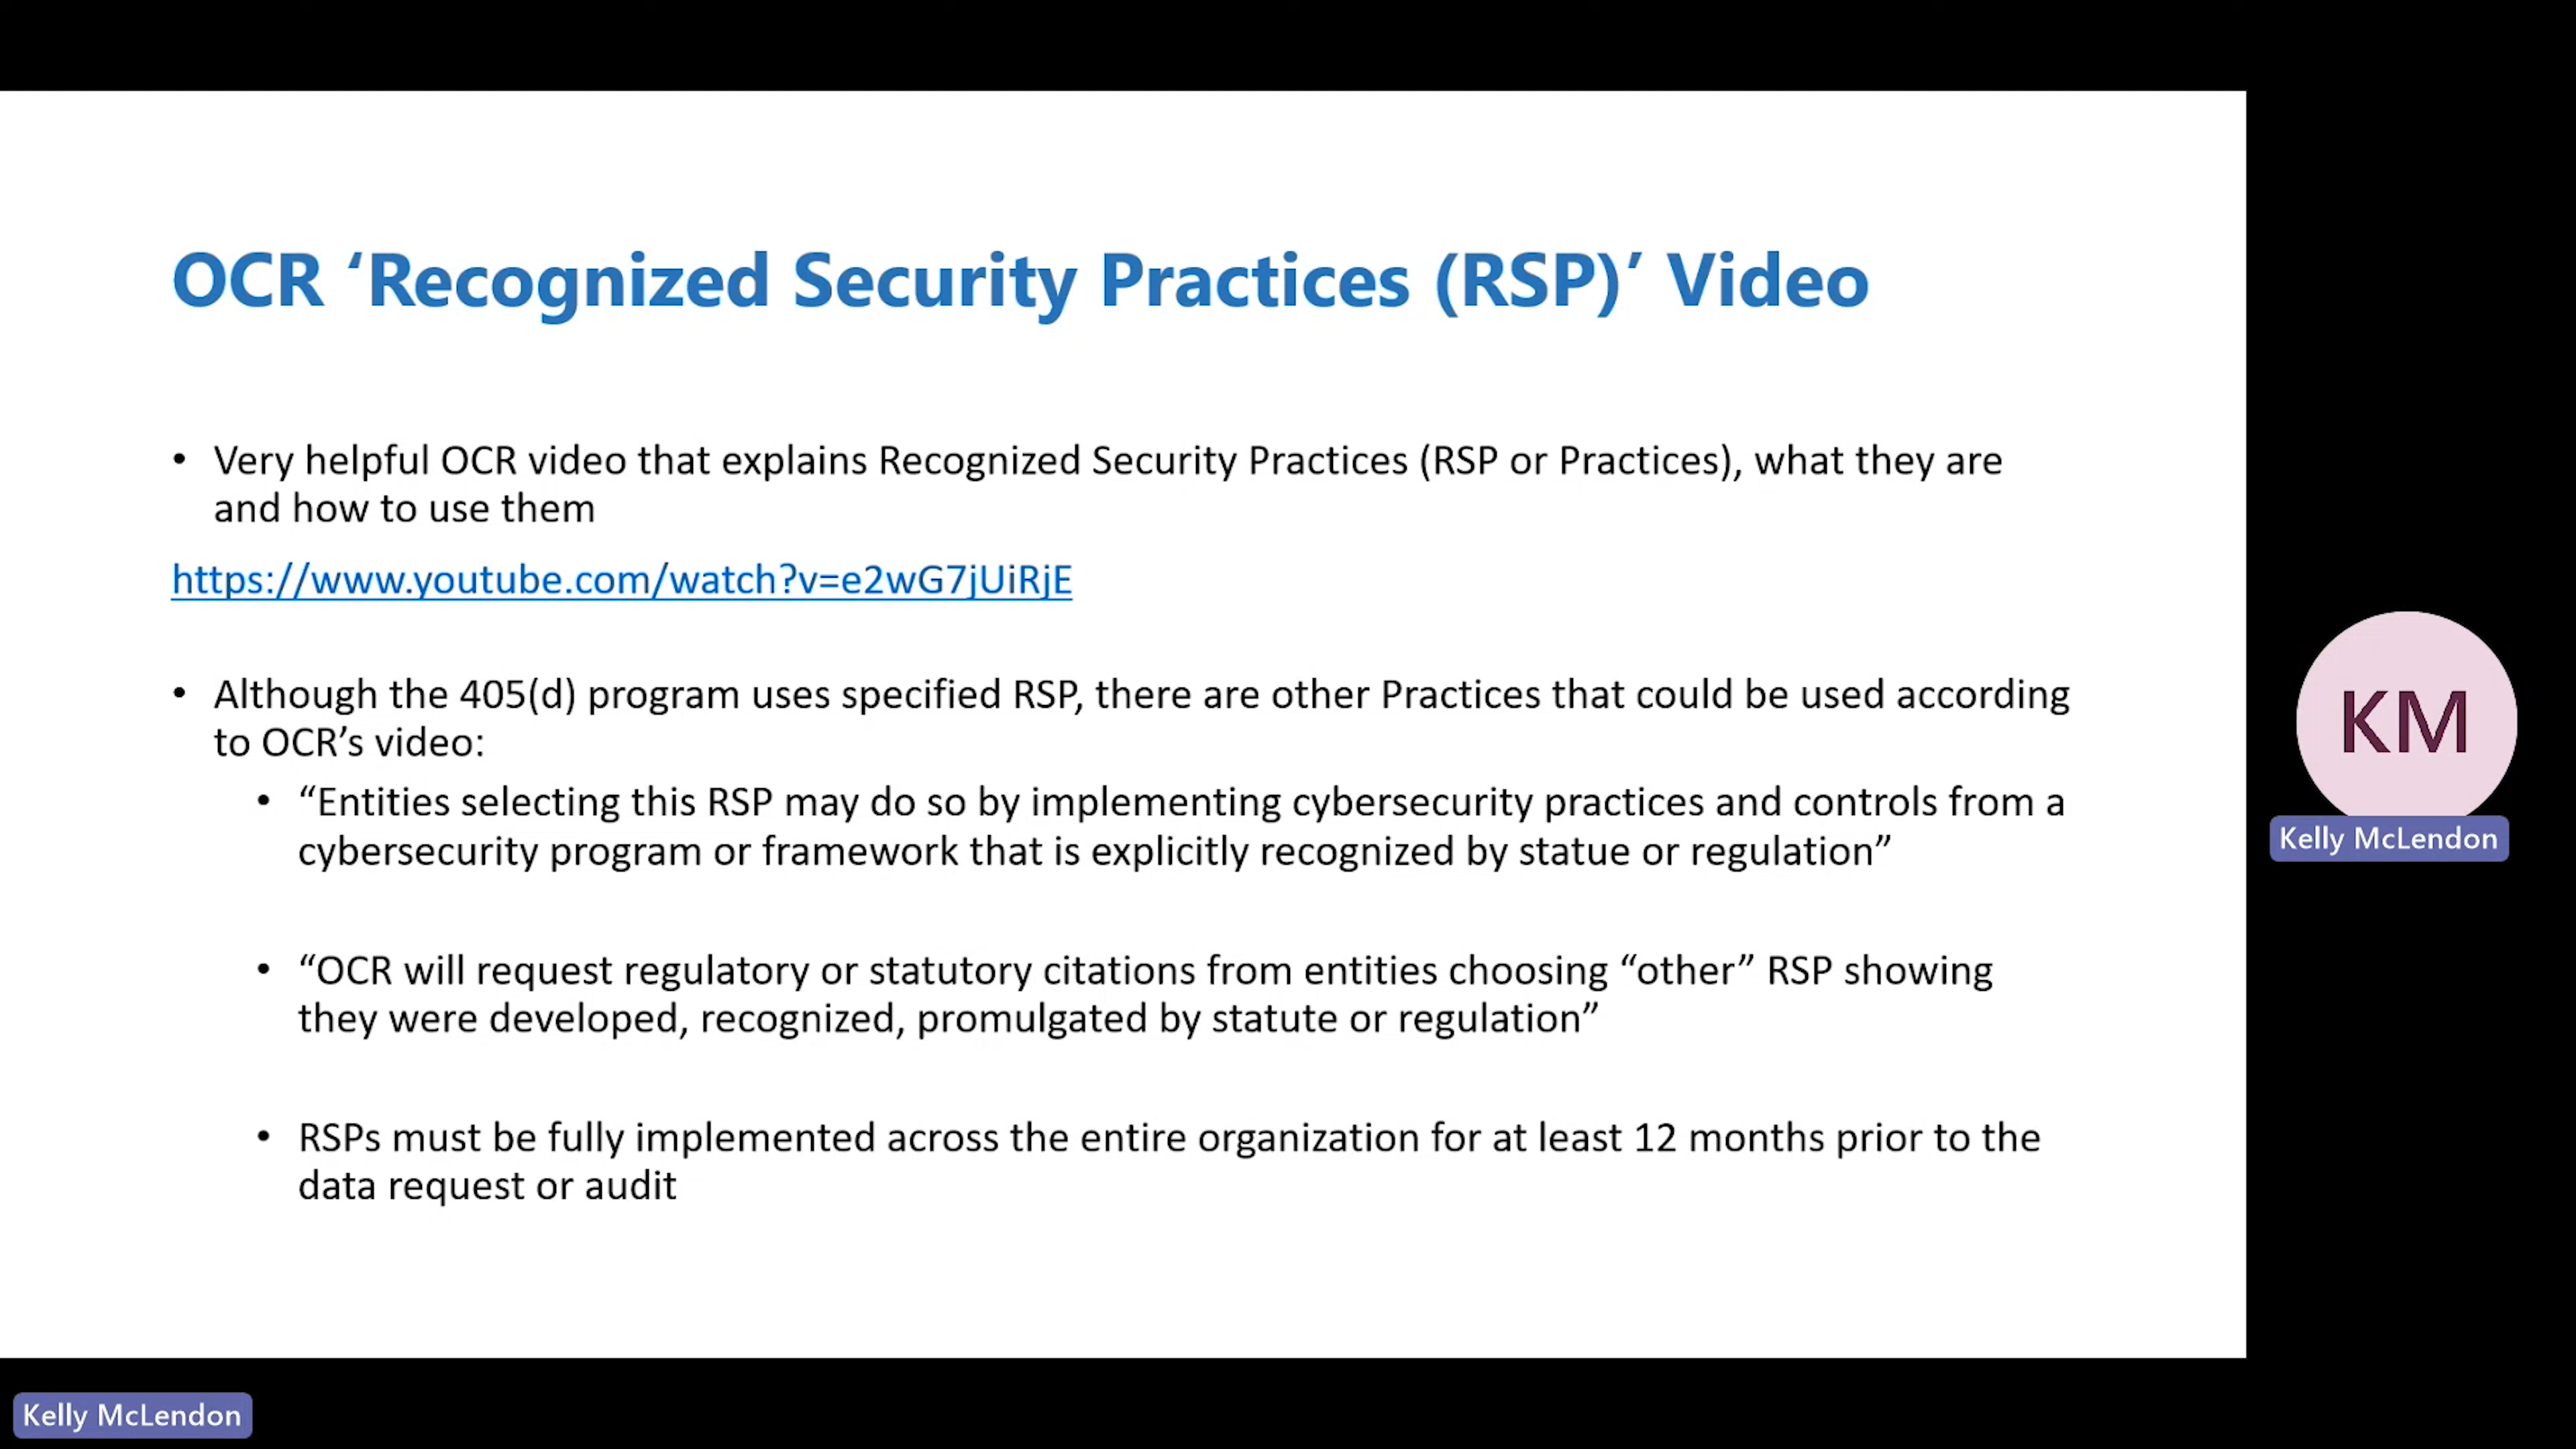 OCR ‘Recognized Security Practices (RSP)’ Video
• Very helpful OCR video that explains Recognized Security Practices (RSP or Practices), what they are
and how to use them
https://www.youtube.com/watch?v=e2wG7jUiRjE
• Although the 405(d) program uses specified RSP, there are other Practices that could be used according
to OCR’s video:
• “Entities selecting this RSP may do so by implementing cybersecurity practices and controls from a
cybersecurity program or framework that is explicitly recognized by statue or regulation”
• “OCR will request regulatory or statutory citations from entities choosing “other” RSP showing
they were developed, recognized, promulgated by statute or regulation”
• RSPs must be fully implemented across the entire organization for at least 12 months prior to the
data request or audit
KM
Kelly McLendon
Kelly McLendon